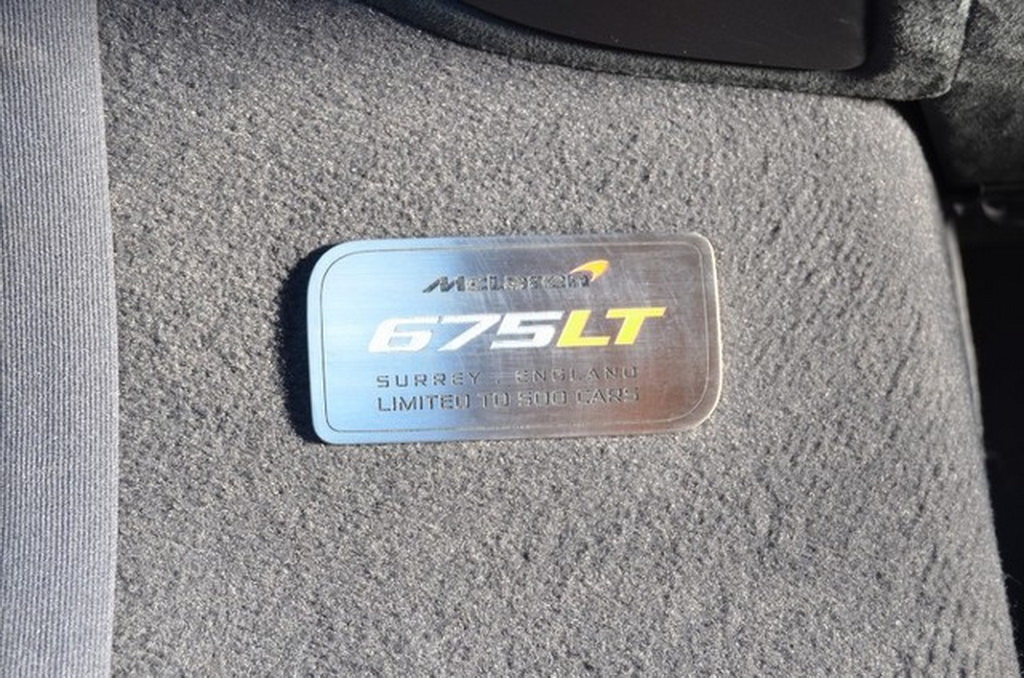 McLaren
675LT
SURREY . ENGLAND
LIMITED TO 500 CARS